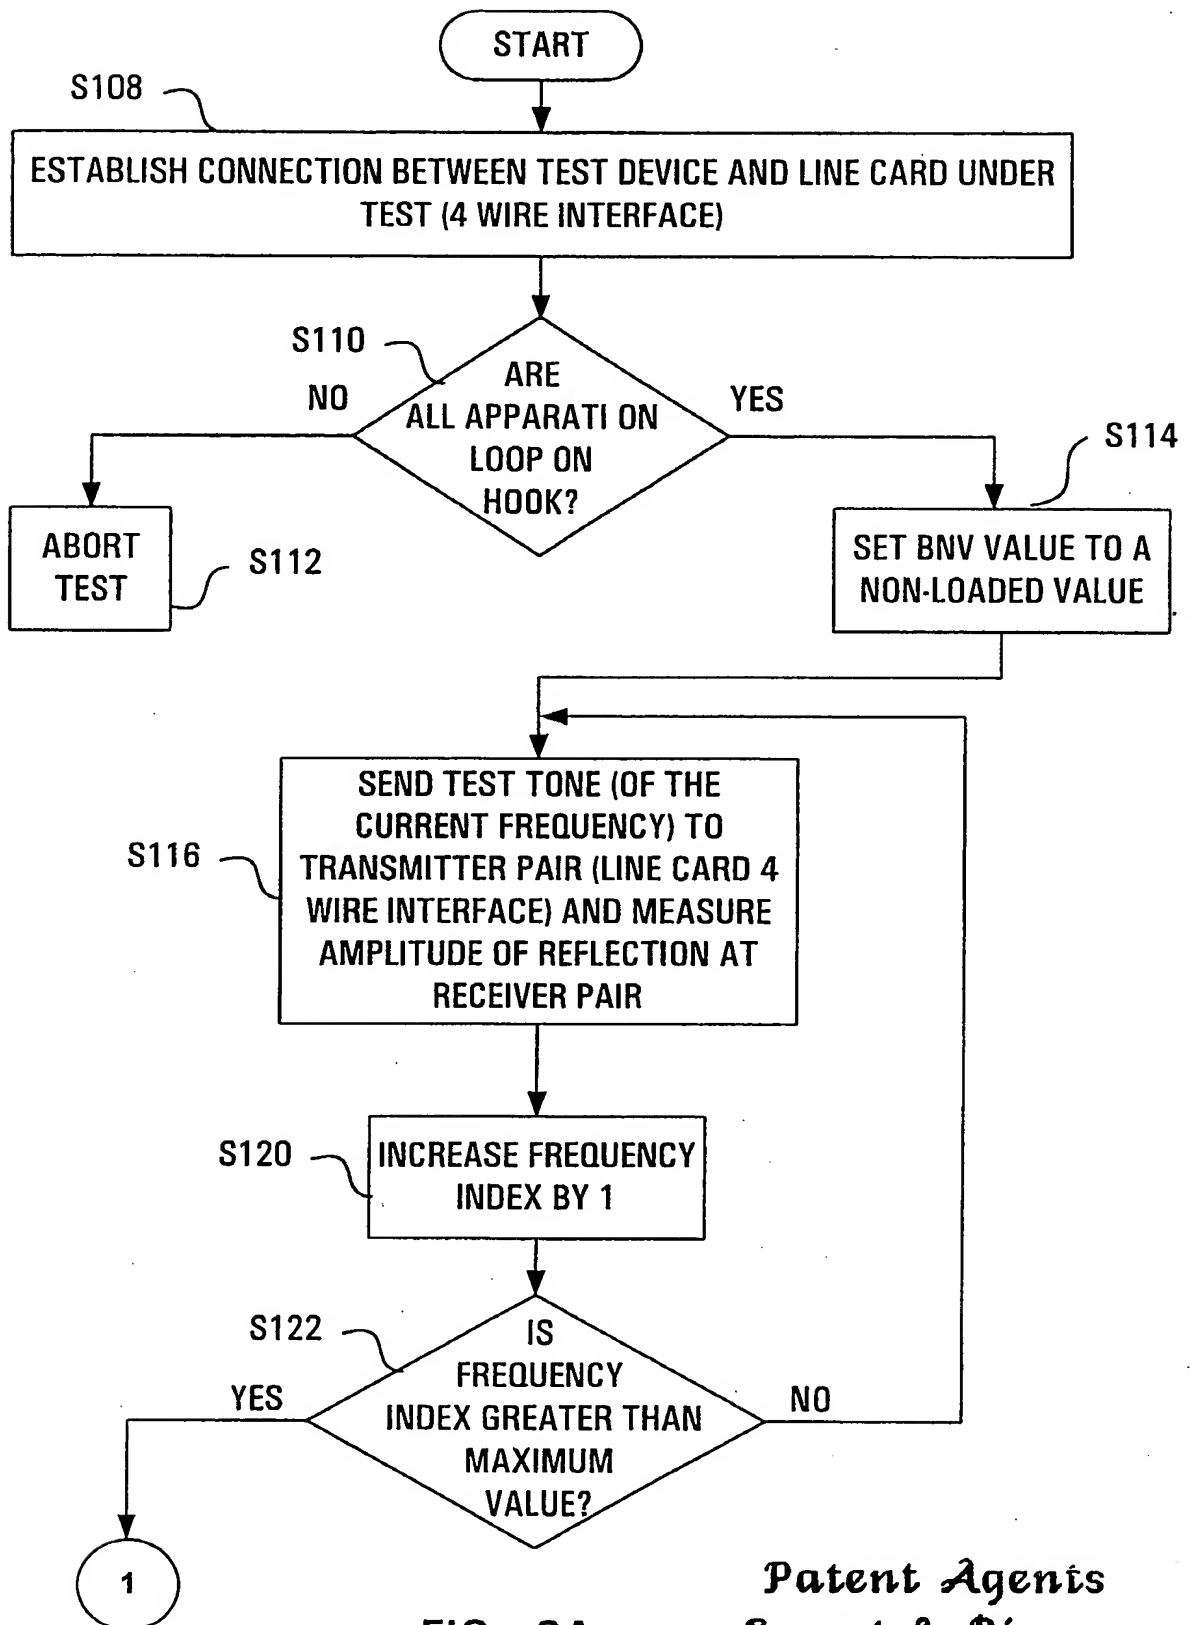 START
S108
ESTABLISH CONNECTION BETWEEN TEST DEVICE AND LINE CARD UNDER
TEST (4 WIRE INTERFACE)
S110
ARE
ALL APPARATI ON
LOOP ON
HOOK?
NO
YES
S114
ABORT
TEST
S112
SET BNV VALUE TO A
NON-LOADED VALUE
S116
SEND TEST TONE (OF THE
CURRENT FREQUENCY) TO
TRANSMITTER PAIR (LINE CARD 4
WIRE INTERFACE) AND MEASURE
AMPLITUDE OF REFLECTION AT
RECEIVER PAIR
S120
INCREASE FREQUENCY
INDEX BY 1
S122
IS
FREQUENCY
INDEX GREATER THAN
MAXIMUM
VALUE?
YES
NO
1
Patent Agents